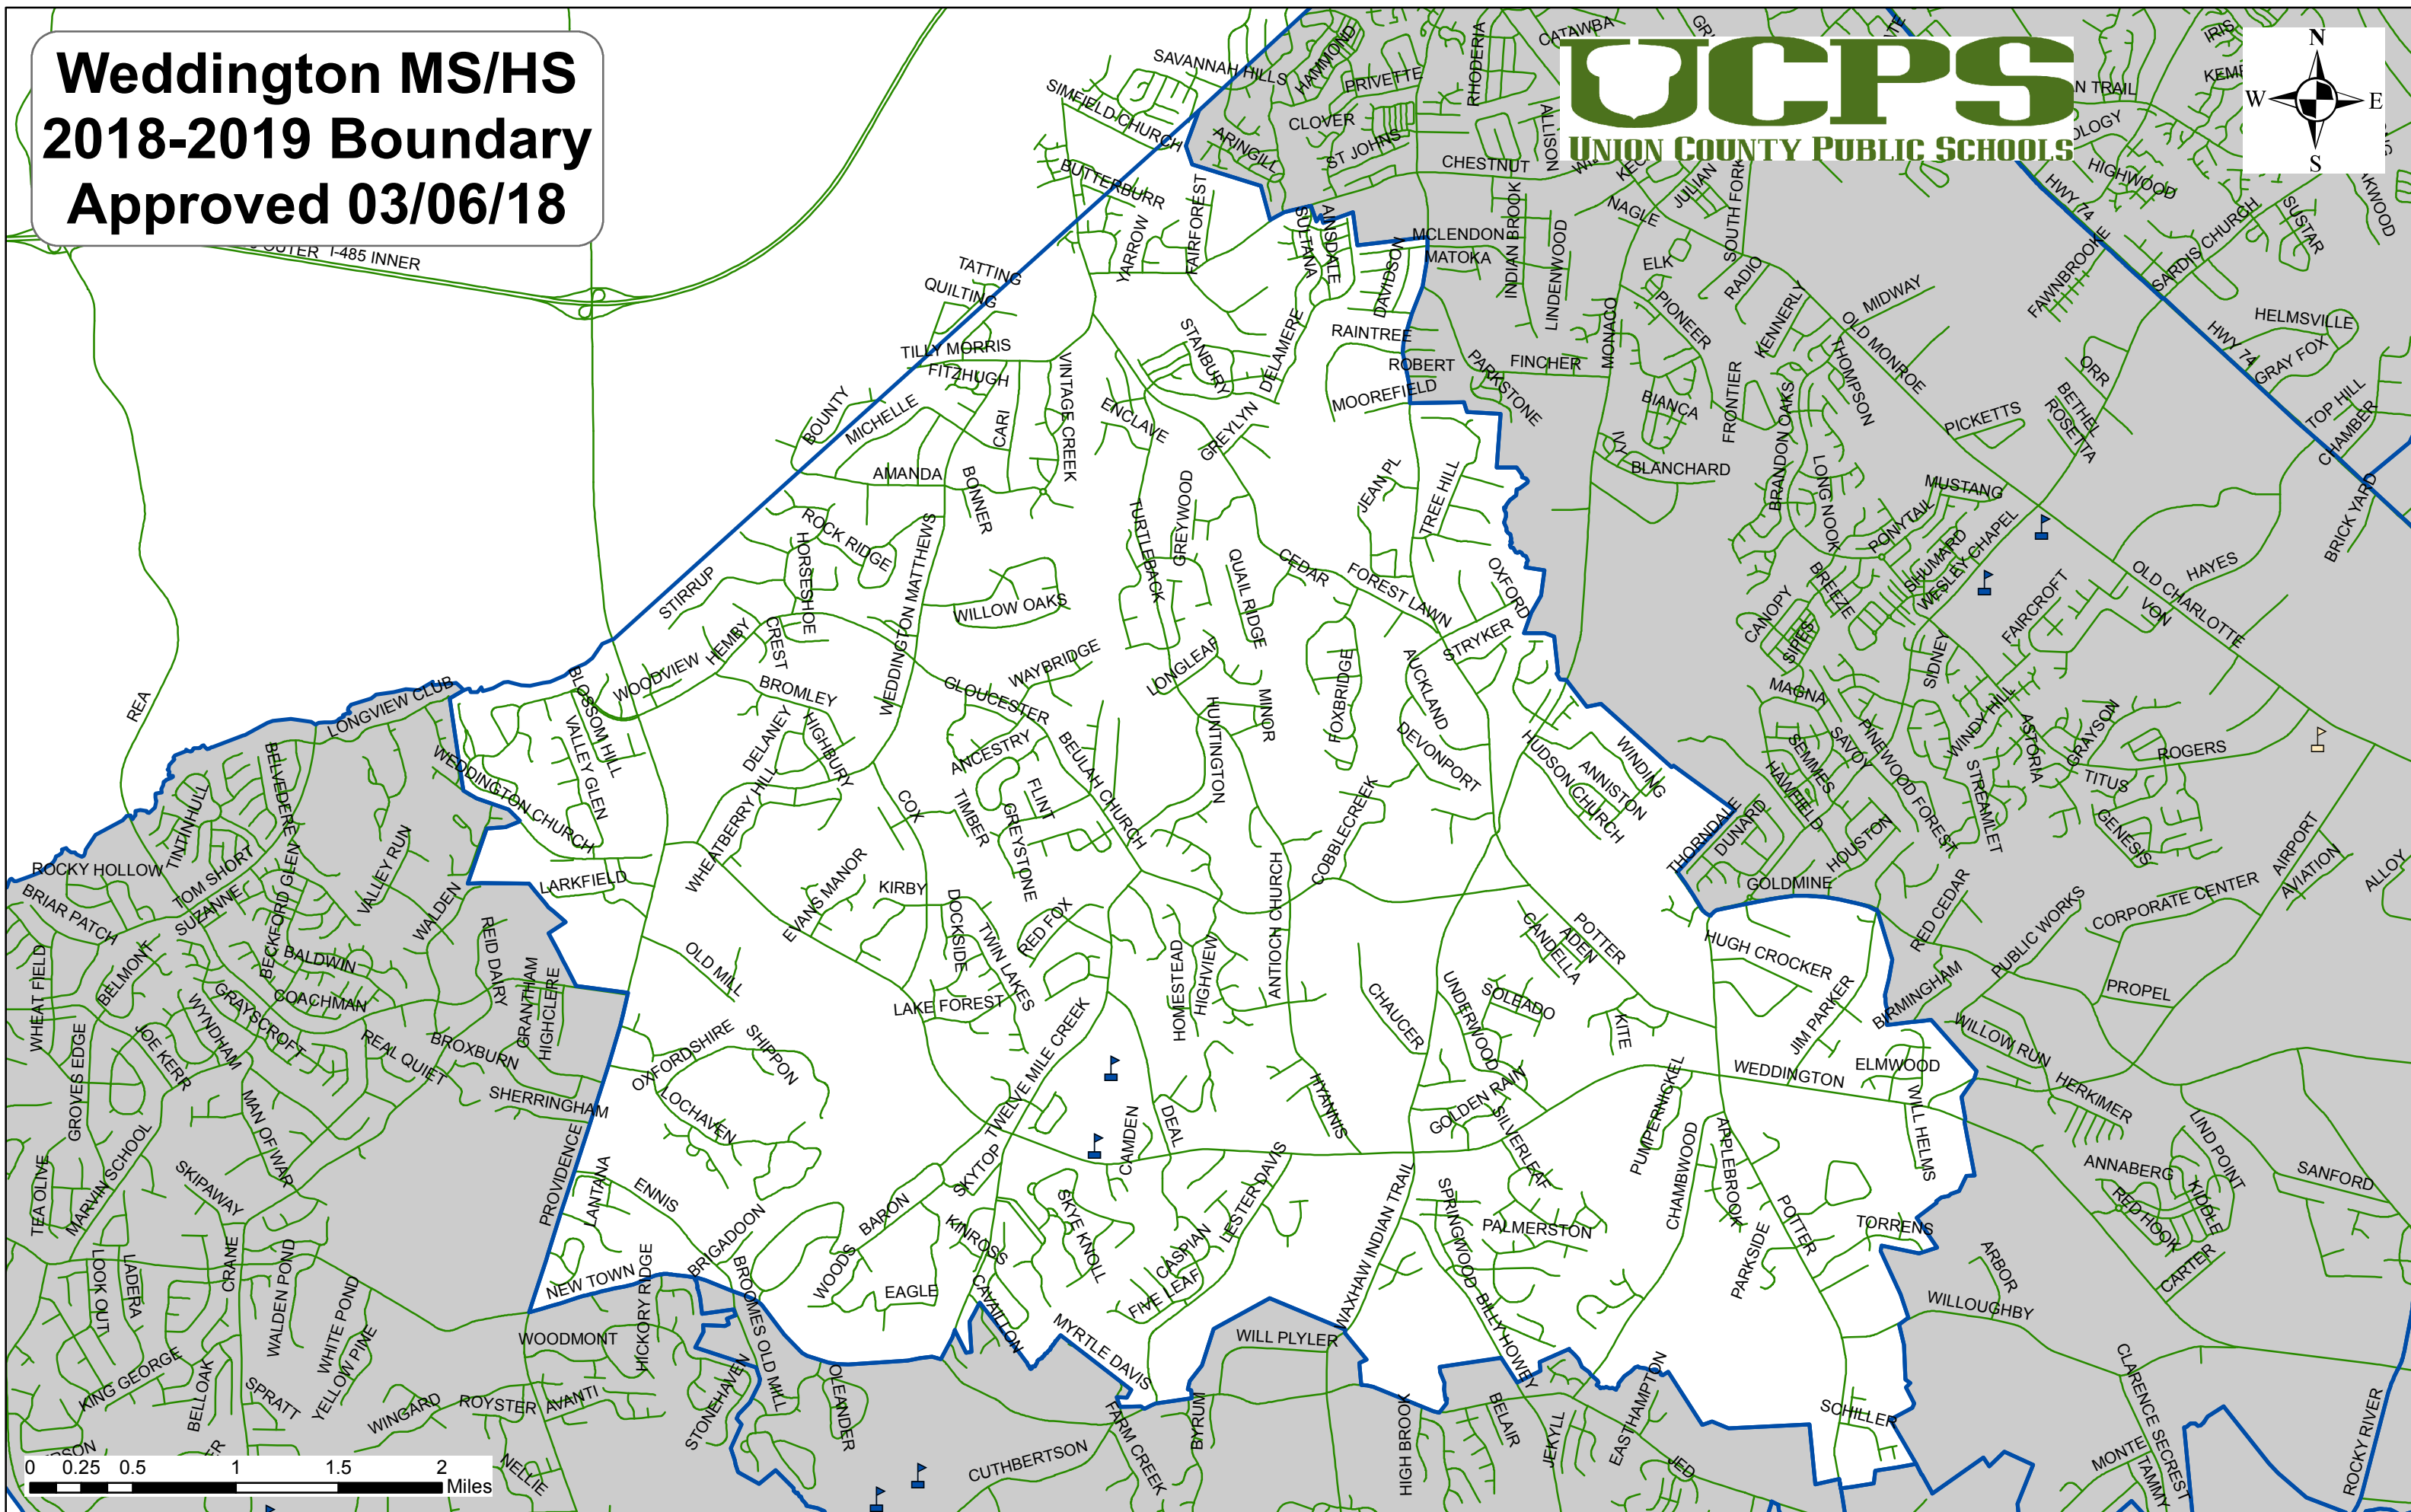 Weddington MS/HS
2018-2019 Boundary
Approved 03/06/18
UCPS
UNION COUNTY PUBLIC SCHOOLS
N
W
E
S
OUTER I-485 INNER
SAVANNAH HILLS
SIMFIELD CHURCH
HAMMOND
PRIVETTE
RHODERIA
CATAWBA
IRIS
CLOVER
ARINGILL
ST JOHNS
CHESTNUT
ALLISON
N TRAIL
HIGHWOOD
HWY 74
BUTTERBURR
FAIRFOREST
YARROW
SULTANA
AINSDALE
DAVIDSON
MCLENDON
MATOKA
INDIAN BROOK
LINDENWOOD
NAGLE
JULIAN
SOUTH FORK
ELK
RADIO
PIONEER
KENNERLY
MIDWAY
SARDIS CHURCH
SUSTAR
FAWNBROOKE
HELMSVILLE
HWY 74
GRAY FOX
TATTING
QUILTING
TILLY MORRIS
FITZHUGH
VINTAGE CREEK
STANBURY
DELAMERE
RAINTREE
ROBERT
MOOREFIELD
PARKSTONE
FINCHER
MONACO
BIANCA
FRONTIER
BRANDON OAKS
THOMPSON
OLD MONROE
PICKETTS
ORR
BETHEL
ROSETTA
TOP HILL
CHAMBER
BOUNTY
MICHELLE
CARI
ENCLAVE
GREYLYN
AMANDA
BONNER
IVY
BLANCHARD
LONG NOOK
MUSTANG
PONYTAIL
SHUMARD
WESLEY CHAPEL
BRICK YARD
JEAN PL
TREE HILL
ROCK RIDGE
HORSESHOE
WEDDINGTON MATTHEWS
TURTLEBACK
GREYWOOD
QUAIL RIDGE
CEDAR
FOREST LAWN
OXFORD
STRYKER
CANOPY
SIPES
BREEZE
FAIRCROFT
OLD CHARLOTTE
HAYES
VON
STIRRUP
WILLOW OAKS
WOODVIEW
HEMBY
CREST
BROMLEY
GLOUCESTER
WAYBRIDGE
LONGLEAF
MINOR
HUNTINGTON
FOXBRIDGE
AUCKLAND
DEVONPORT
MAGNA
SIDNEY
WINDY HILL
ASTORIA
GRAYSON
ROGERS
TITUS
GENESIS
REA
LONGVIEW CLUB
BLOSSOM HILL
VALLEY GLEN
WEDDINGTON CHURCH
DELANEY
HIGHBURY
WHEATBERRY HILL
ANCESTRY
BEULAH CHURCH
FLINT
TIMBER
GREYSTONE
COX
HUDSON CHURCH
ANNISTON
WINDING
SEMMES
SAVOY
HAWFIELD
PINEWOOD FOREST
STREAMLET
HOUSTON
THORNDALE
DUNARD
GOLDMINE
AIRPORT
AVIATION
ALLOY
BELVEDERE
TINTINHULL
ROCKY HOLLOW
TOM SHORT
SUZANNE
BECKFORD GLEN
VALLEY RUN
WALDEN
BRIAR PATCH
LARKFIELD
EVANS MANOR
KIRBY
DOCKSIDE
TWIN LAKES
RED FOX
HOMESTEAD
HIGHVIEW
ANTIOCH CHURCH
COBBLECREEK
CANDELLA
ADEN
POTTER
HUGH CROCKER
RED CEDAR
PUBLIC WORKS
CORPORATE CENTER
BELMONT
BALDWIN
REID DAIRY
GRANTHAM
HIGHCLERE
WHEAT FIELD
COACHMAN
GRAYSCROFT
WYNDHAM
JOE KERR
GROVES EDGE
REAL QUIET
BROXBURN
SHERRINGHAM
MAN OF WAR
OLD MILL
LAKE FOREST
OXFORDSHIRE
SHIPPON
LOCHAVEN
TWELVE MILE CREEK
CHAUCER
UNDERWOOD
SOLEADO
KITE
JIM PARKER
BIRMINGHAM
PROPEL
WILLOW RUN
HERKIMER
WEDDINGTON
ELMWOOD
WILL HELMS
GOLDEN RAIN
SILVERLEAF
PUMPERNICKEL
HYANNIS
DEAL
CAMDEN
SKYTOP
LESTER DAVIS
TEA OLIVE
MARVIN SCHOOL
SKIPAWAY
PROVIDENCE
LANTANA
ENNIS
BRIGADOON
BARON
WOODS
KINROSS
SKYE KNOLL
CASPIAN
FIVE LEAF
WAXHAW INDIAN TRAIL
SPRINGWOOD
PALMERSTON
CHAMBWOOD
APPLEBROOK
POTTER
PARKSIDE
TORRENS
ANNABERG
LIND POINT
KIDDLE
RED HOOK
CARTER
SANFORD
LOOK OUT
LADERA
CRANE
WALDEN POND
WHITE POND
YELLOW PINE
NEW TOWN
HICKORY RIDGE
BROOMES OLD MILL
EAGLE
CAVAILLON
MYRTLE DAVIS
WILL PLYLER
BILLY HOWEY
ARBOR
WILLOUGHBY
WOODMONT
KING GEORGE
BELLOAK
SPRATT
WINGARD
ROYSTER
AVANTI
STONEHAVEN
OLEANDER
CUTHBERTSON
FARM CREEK
BYRUM
HIGH BROOK
BELAIR
JEKYLL
EASTHAMPTON
JED
SCHILLER
CLARENCE SECREST
MONTE
TAMMY
ROCKY RIVER
NELLIE
0 0.25 0.5 1 1.5 2
Miles